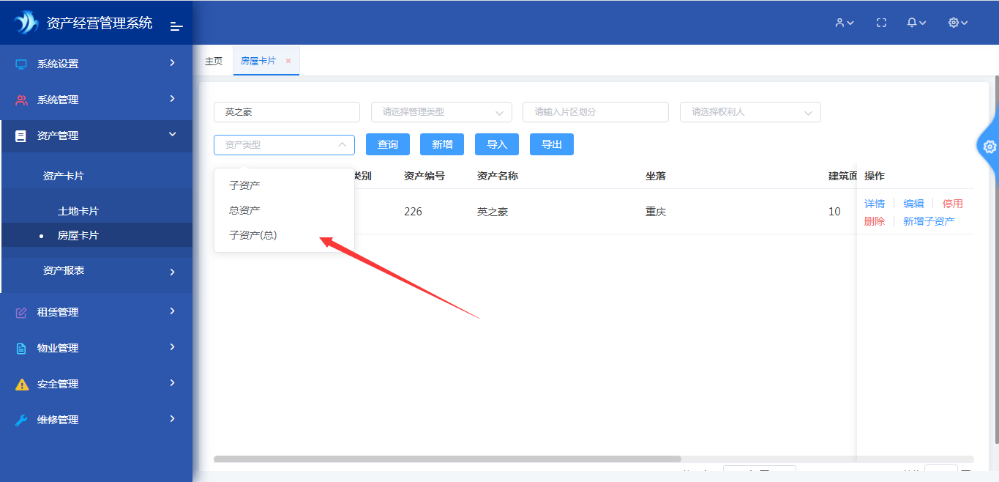 资产经营管理系统
系统设置
系统管理
资产管理
资产卡片
土地卡片
房屋卡片
资产报表
租赁管理
物业管理
安全管理
维修管理
主页 房屋卡片
英之豪 请选择管理类型 请输入片区划分 请选择权利人
资产类型 查询 新增 导入 导出
子资产
总资产
子资产(总)
类别 资产编号 资产名称 坐落 建筑面 操作
226 英之豪 重庆 10
详情 编辑 停用
删除 新增子资产